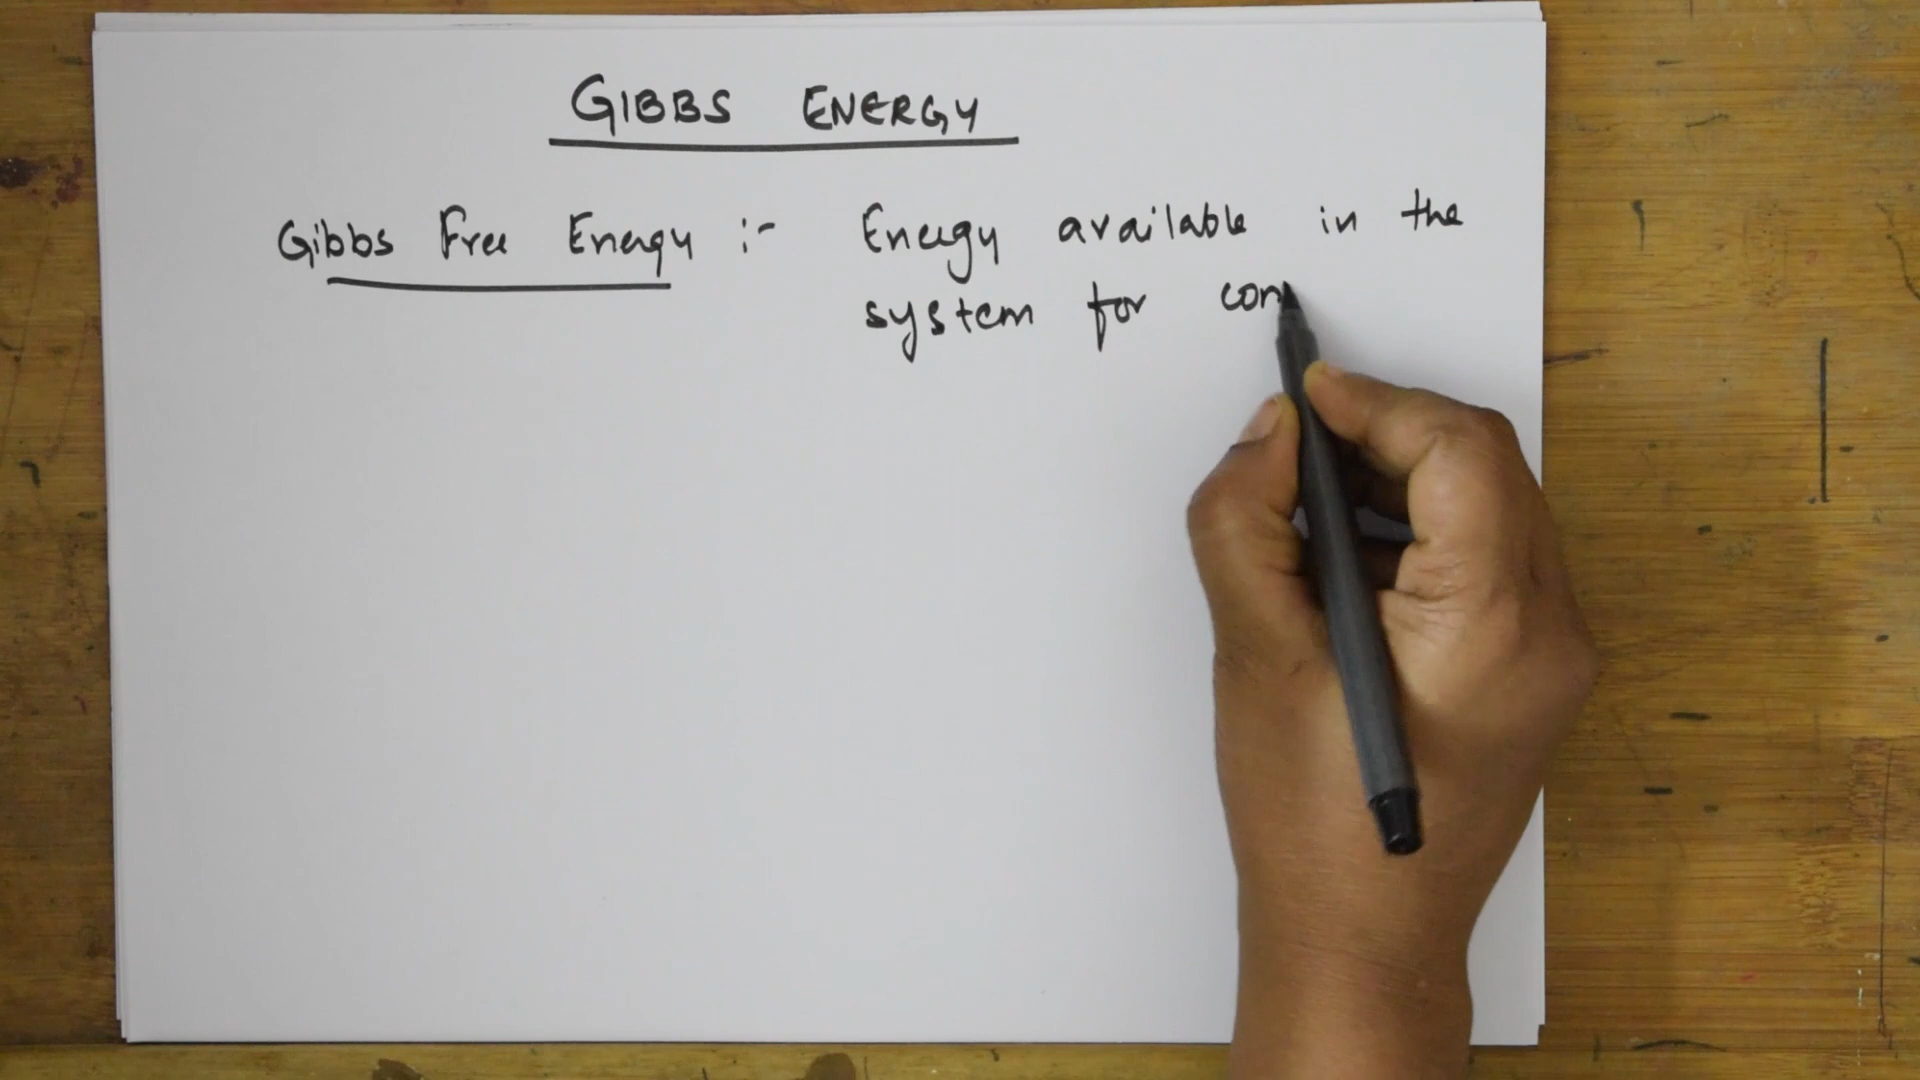 GIBBS ENERGY
Gibbs Free Energy :- Energy available in the
system for con